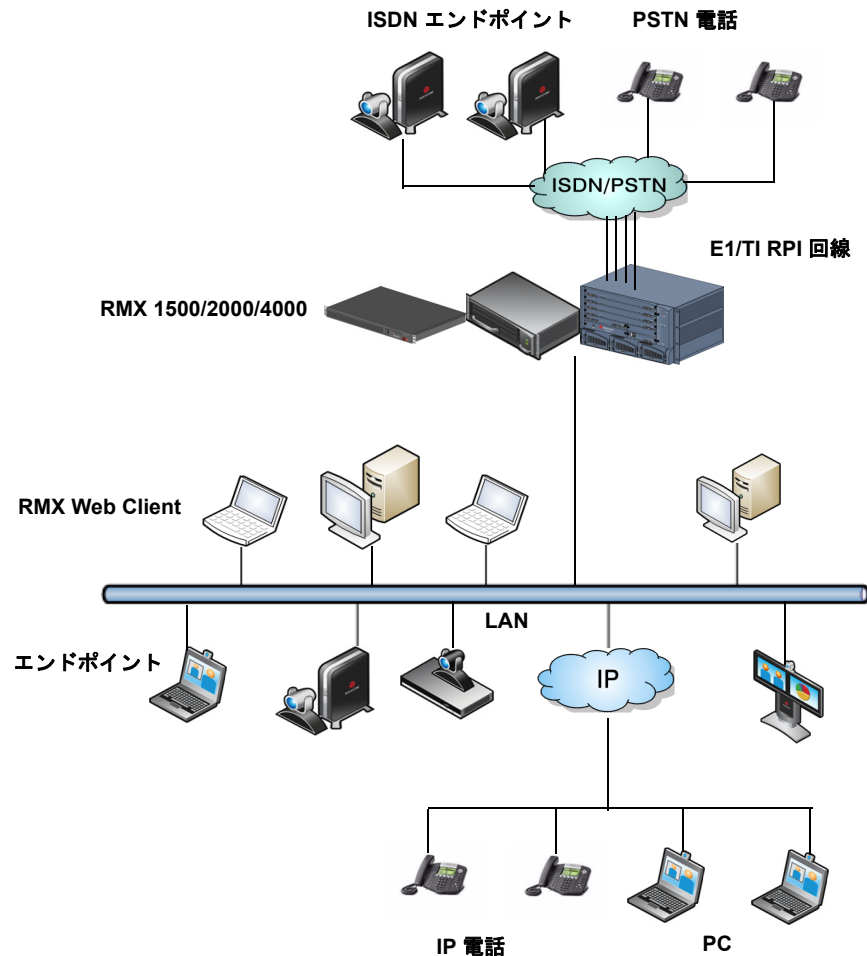 ISDN エンドポイント
PSTN 電話
ISDN/PSTN
E1/TI RPI 回線
RMX 1500/2000/4000
RMX Web Client
LAN
エンドポイント
IP
IP 電話
PC